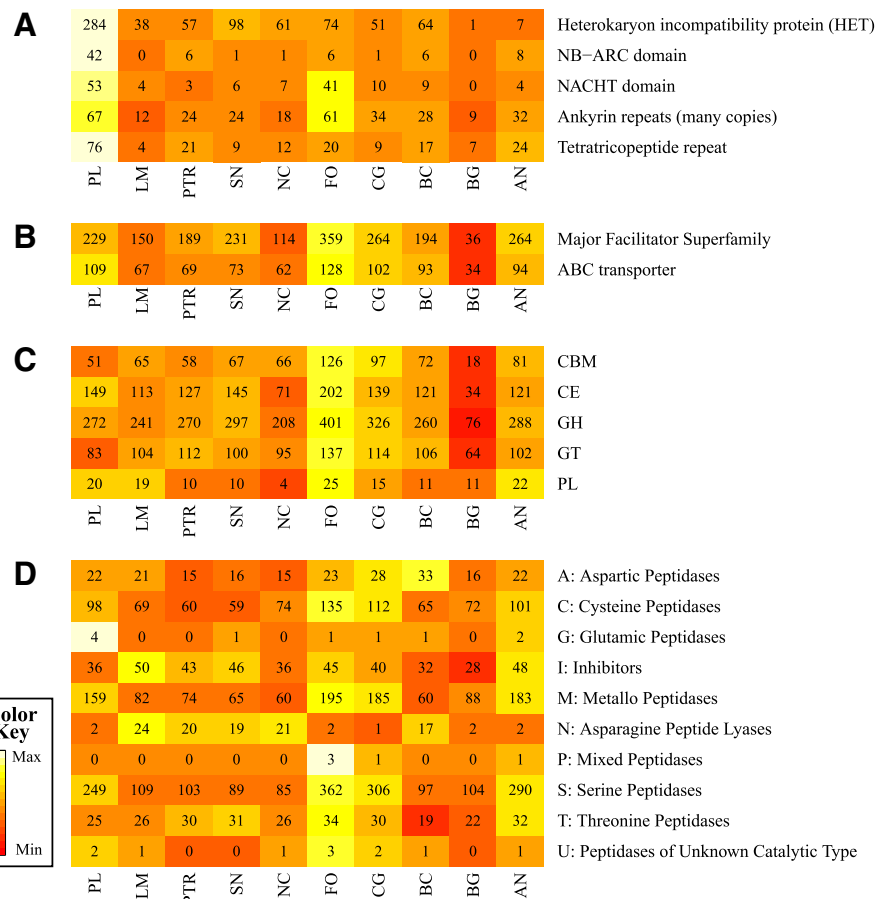 A
284 38 57 98 61 74 51 64 1 7 Heterokaryon incompatibility protein (HET)
42 0 6 1 1 6 1 6 0 8 NB−ARC domain
53 4 3 6 7 41 10 9 0 4 NACHT domain
67 12 24 24 18 61 34 28 9 32 Ankyrin repeats (many copies)
76 4 21 9 12 20 9 17 7 24 Tetratricopeptide repeat
PL LM PTR SN NC FO CG BC BG AN
B
229 150 189 231 114 359 264 194 36 264 Major Facilitator Superfamily
109 67 69 73 62 128 102 93 34 94 ABC transporter
PL LM PTR SN NC FO CG BC BG AN
C
51 65 58 67 66 126 97 72 18 81 CBM
149 113 127 145 71 202 139 121 34 121 CE
272 241 270 297 208 401 326 260 76 288 GH
83 104 112 100 95 137 114 106 64 102 GT
20 19 10 10 4 25 15 11 11 22 PL
PL LM PTR SN NC FO CG BC BG AN
D
22 21 15 16 15 23 28 33 16 22 A: Aspartic Peptidases
98 69 60 59 74 135 112 65 72 101 C: Cysteine Peptidases
4 0 0 1 0 1 1 1 0 2 G: Glutamic Peptidases
36 50 43 46 36 45 40 32 28 48 I: Inhibitors
159 82 74 65 60 195 185 60 88 183 M: Metallo Peptidases
2 24 20 19 21 2 1 17 2 2 N: Asparagine Peptide Lyases
0 0 0 0 0 3 1 0 0 1 P: Mixed Peptidases
249 109 103 89 85 362 306 97 104 290 S: Serine Peptidases
25 26 30 31 26 34 30 19 22 32 T: Threonine Peptidases
2 1 0 0 1 3 2 1 0 1 U: Peptidases of Unknown Catalytic Type
PL LM PTR SN NC FO CG BC BG AN
olor
Key
Max
Min